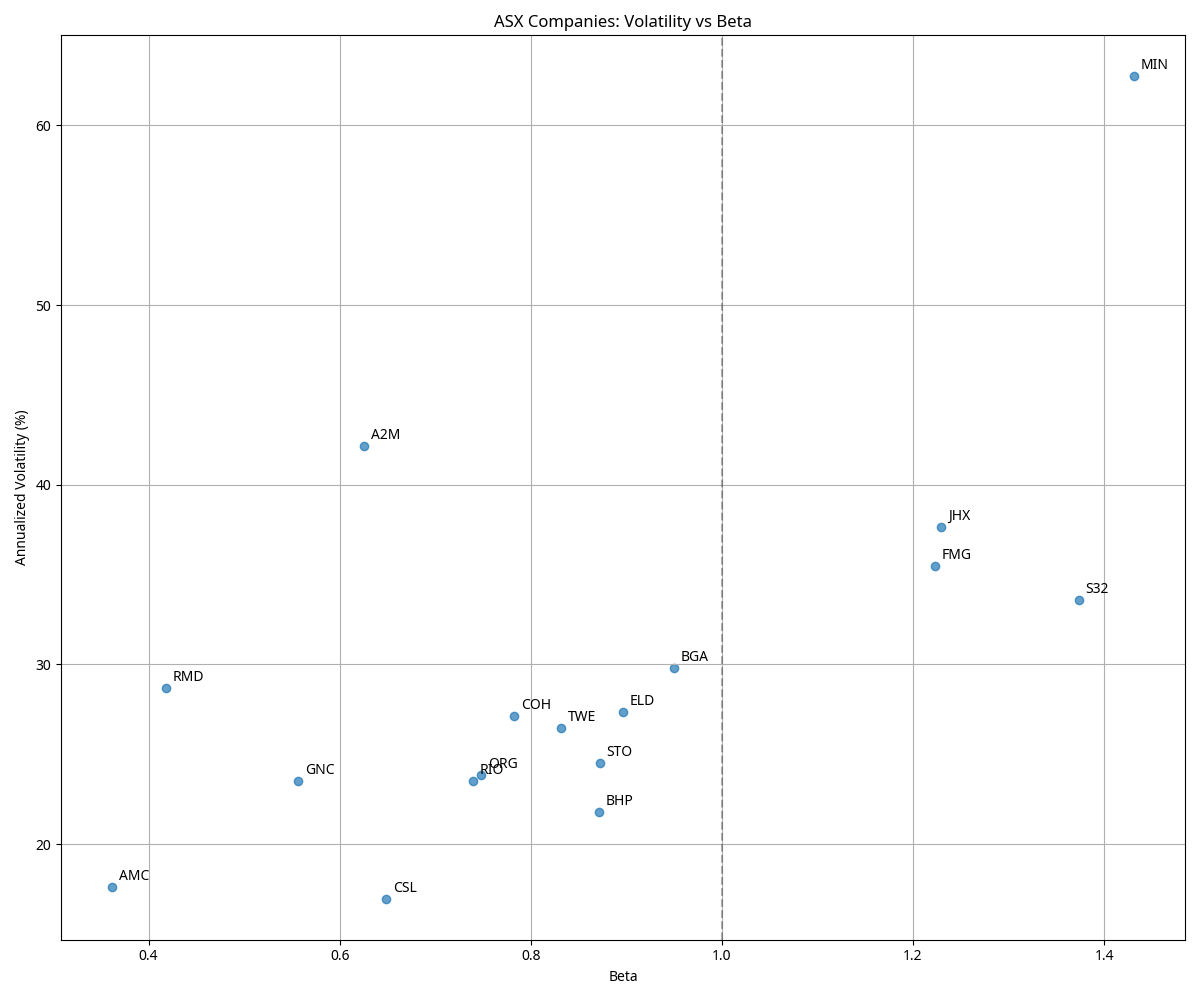 ASX Companies: Volatility vs Beta
MIN
60
50
A2M
40
JHX
FMG
S32
BGA
30
RMD
ELD
COH
TWE
STO
ORG
RIO
GNC
BHP
20
AMC
CSL
Annualized Volatility (%)
0.4 0.6 0.8 1.0 1.2 1.4
Beta